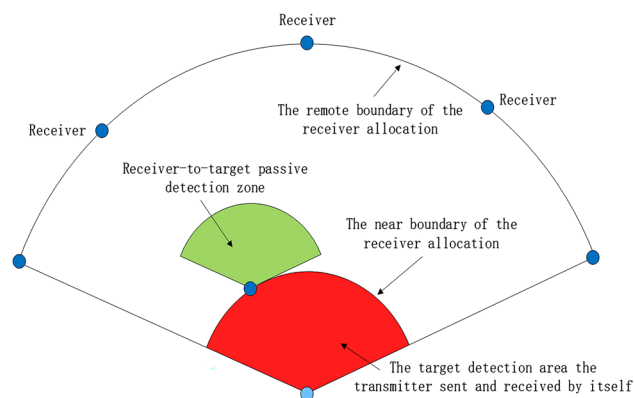 Receiver
Receiver
The remote boundary of the
receiver allocation
Receiver
Receiver-to-target passive
detection zone
The near boundary of the
receiver allocation
The target detection area the
transmitter sent and received by itself